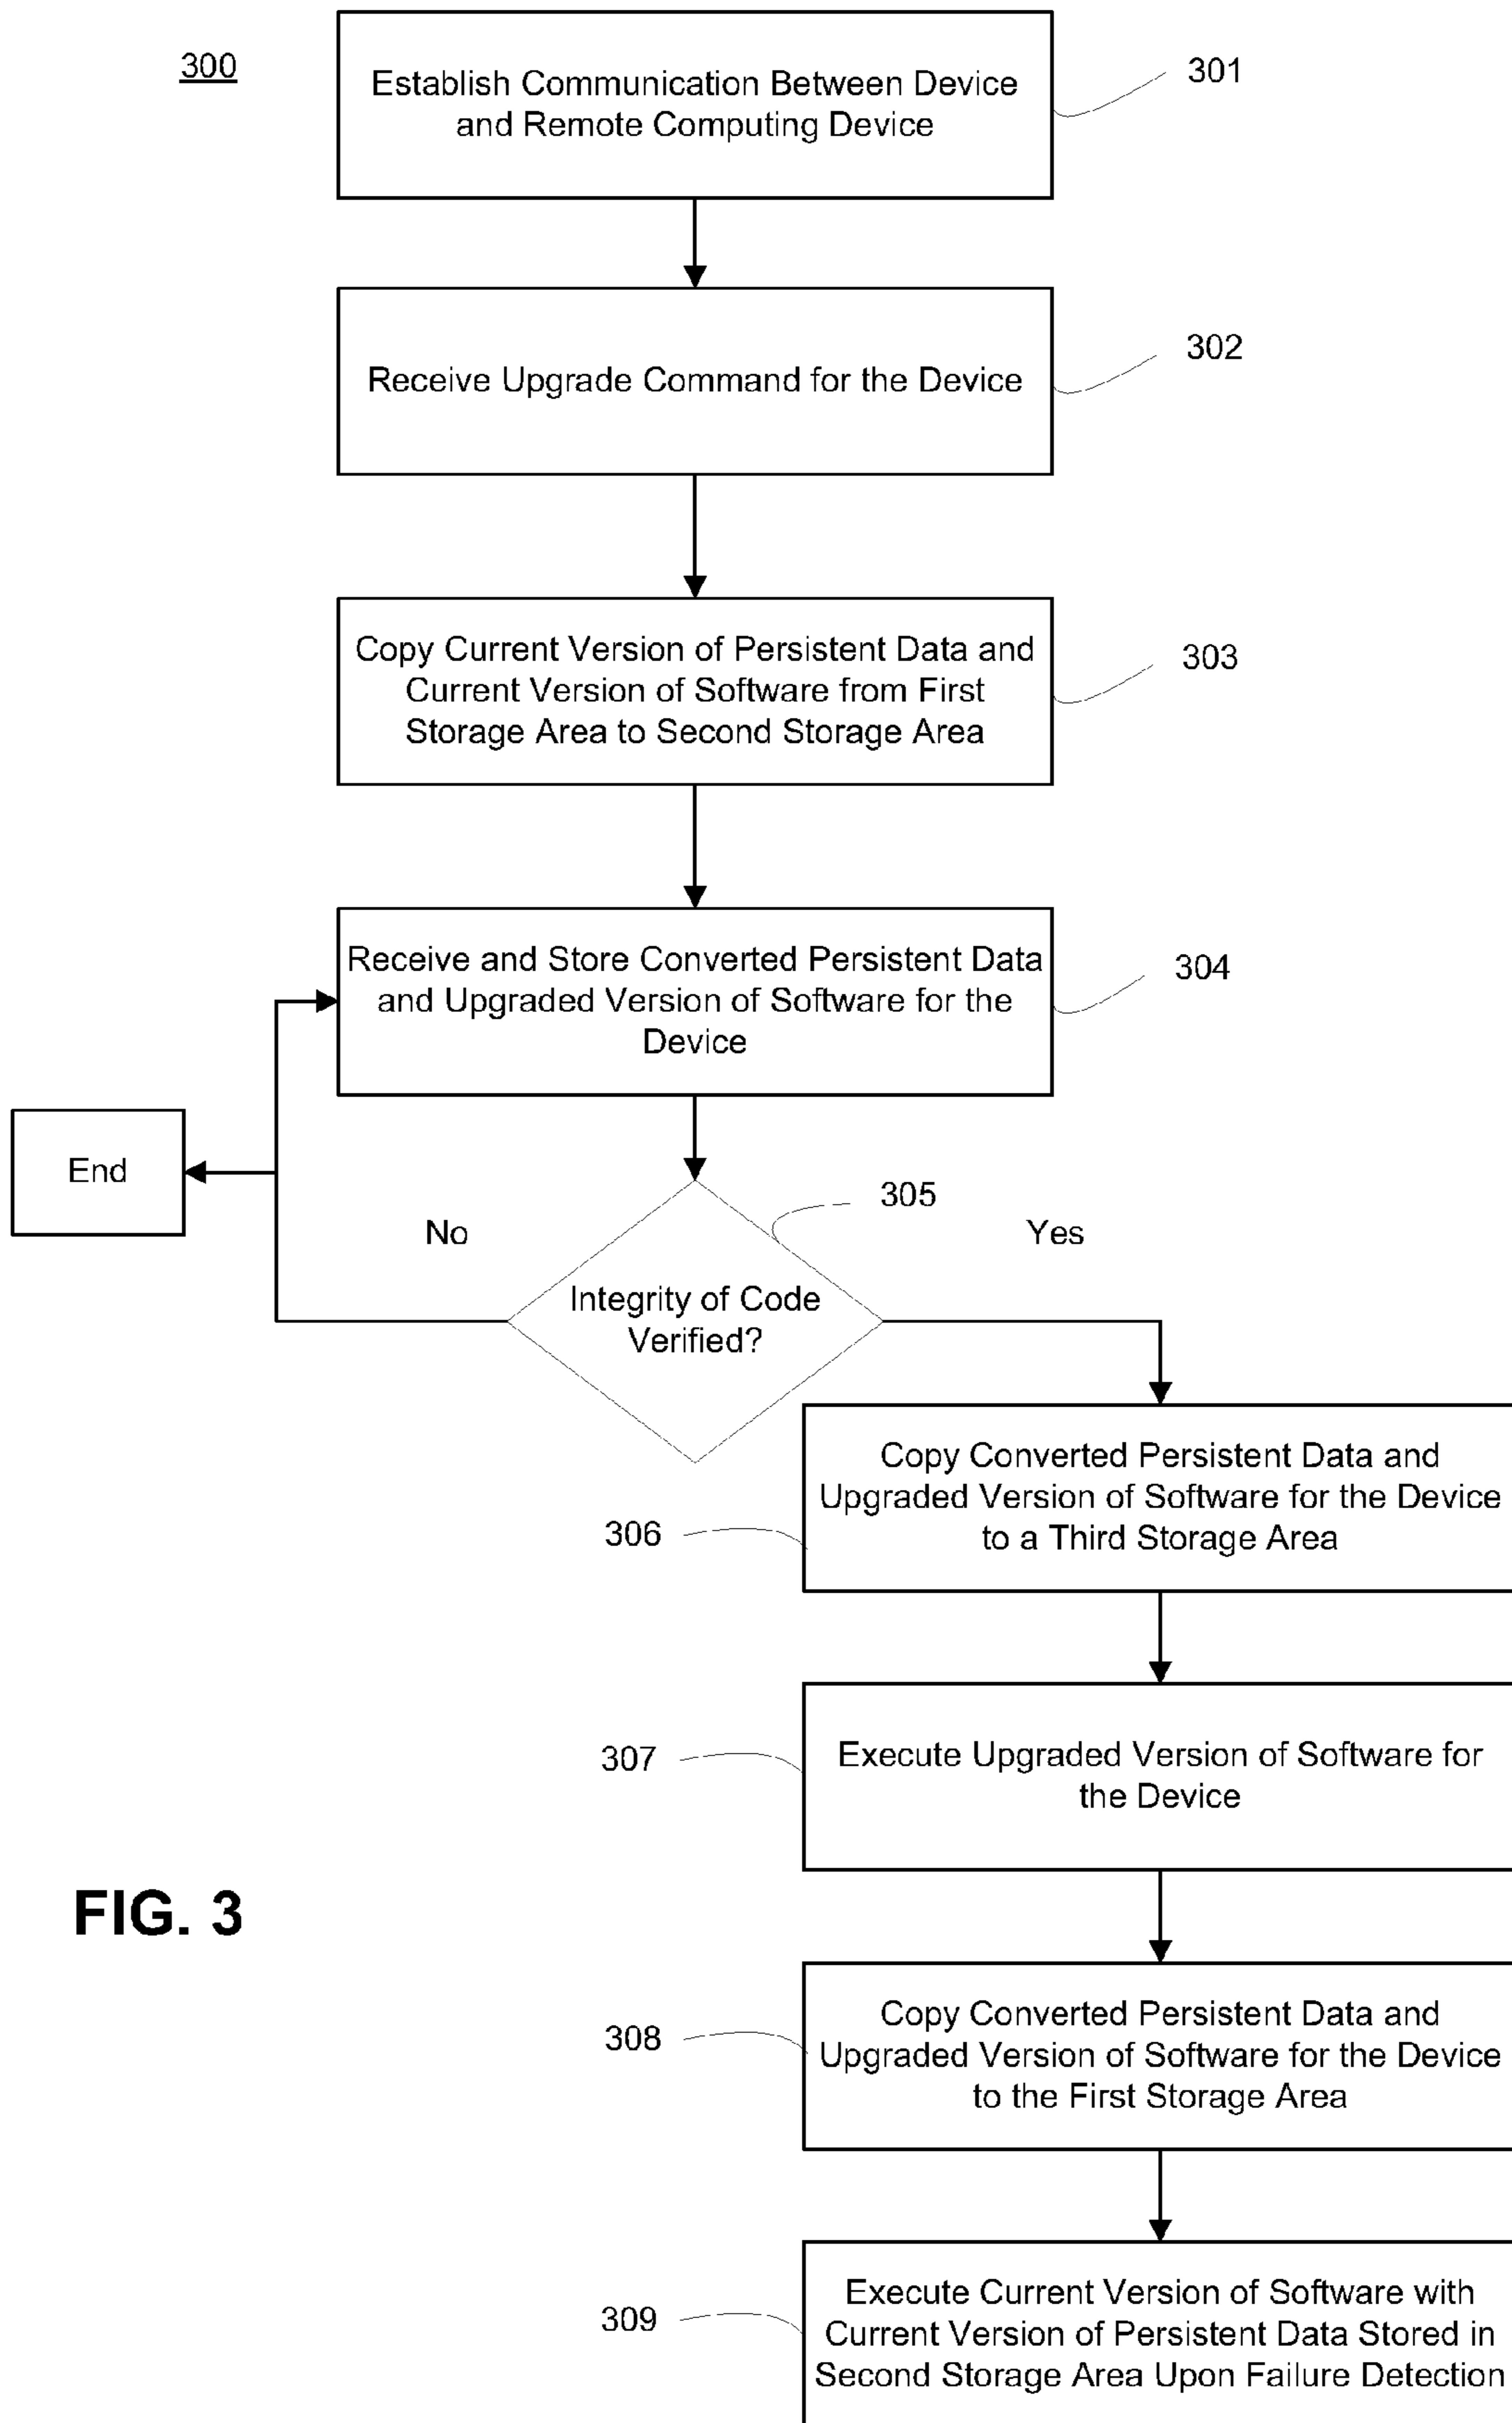 300
Establish Communication Between Device
and Remote Computing Device
301
Receive Upgrade Command for the Device
302
Copy Current Version of Persistent Data and
Current Version of Software from First
Storage Area to Second Storage Area
303
Receive and Store Converted Persistent Data
and Upgraded Version of Software for the
Device
304
End
No
305
Yes
Integrity of Code
Verified?
Copy Converted Persistent Data and
Upgraded Version of Software for the Device
to a Third Storage Area
306
Execute Upgraded Version of Software for
the Device
307
FIG. 3
Copy Converted Persistent Data and
Upgraded Version of Software for the Device
to the First Storage Area
308
Execute Current Version of Software with
Current Version of Persistent Data Stored in
Second Storage Area Upon Failure Detection
309